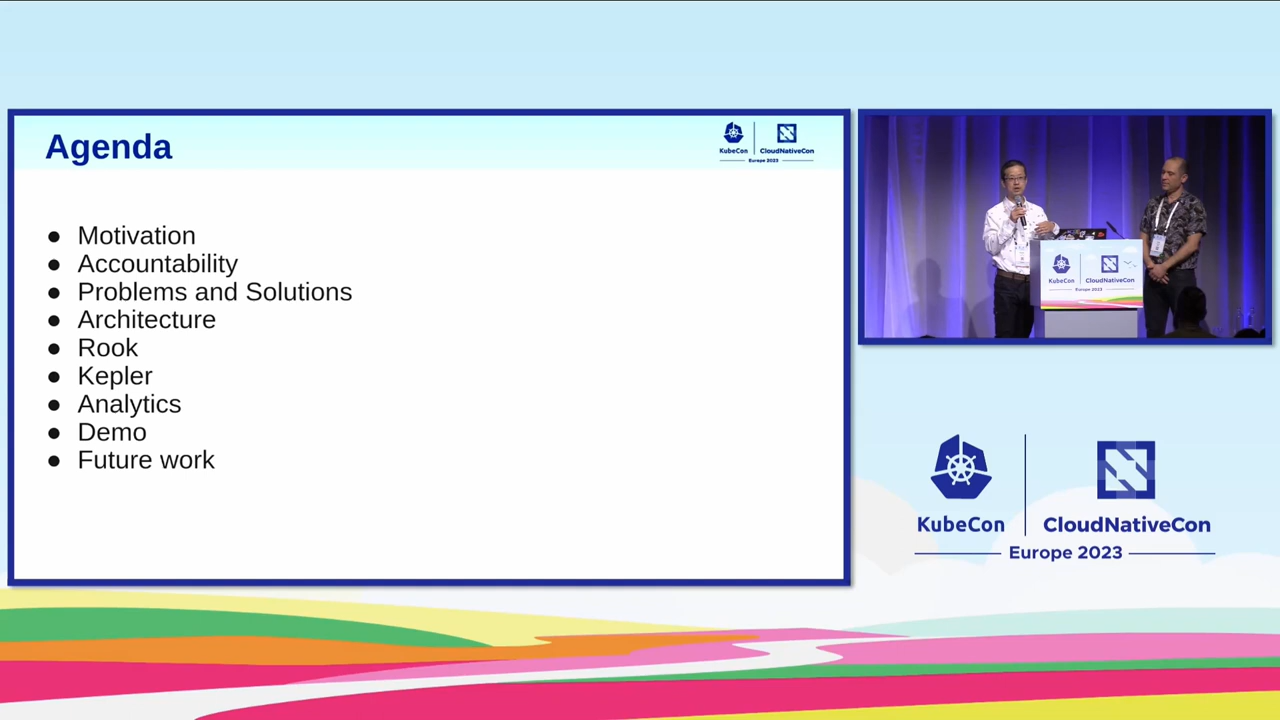 Agenda
KubeCon
CloudNativeCon
Europe 2023
Motivation
Accountability
Problems and Solutions
Architecture
Rook
Kepler
Analytics
Demo
Future work
KubeCon
CloudNativeCon
Europe 2023
KubeCon
CloudNativeCon
Europe 2023